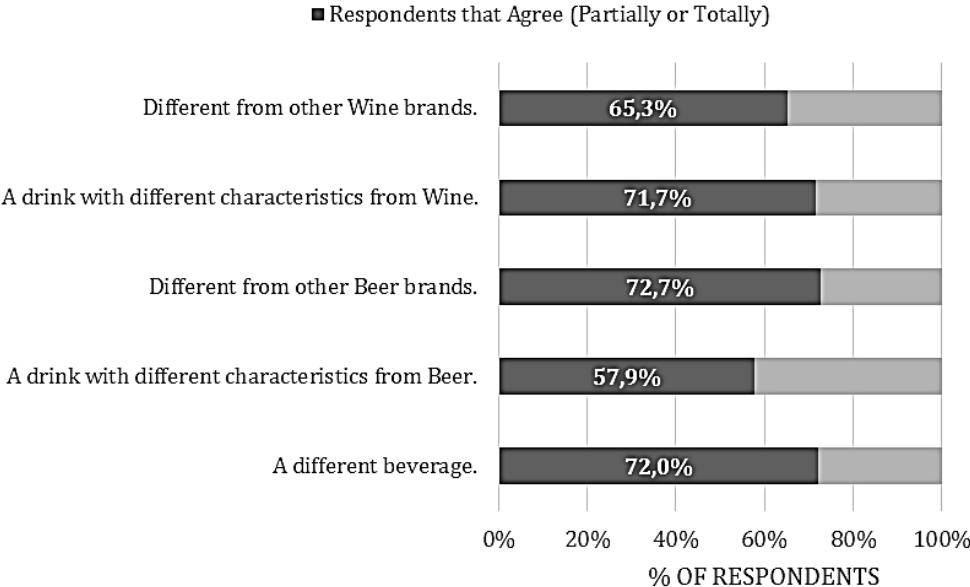 Respondents that Agree (Partially or Totally)
Different from other Wine brands.
65,3%
A drink with different characteristics from Wine.
71,7%
Different from other Beer brands.
72,7%
A drink with different characteristics from Beer.
57,9%
A different beverage.
72,0%
0% 20% 40% 60% 80% 100%
% OF RESPONDENTS